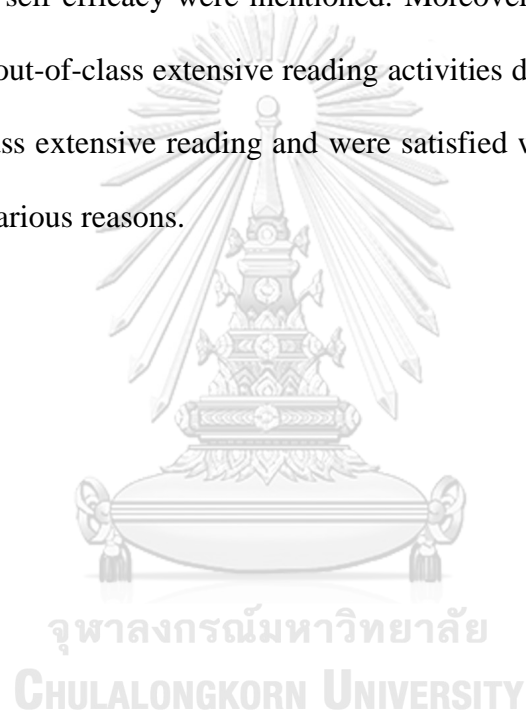 self efficacy were mentioned. Moreover
out-of-class extensive reading activities d
ss extensive reading and were satisfied
arious reasons.
จุฬาลงกรณ์มหาวิทยาลัย
CHULALONGKORN UNIVERSITY